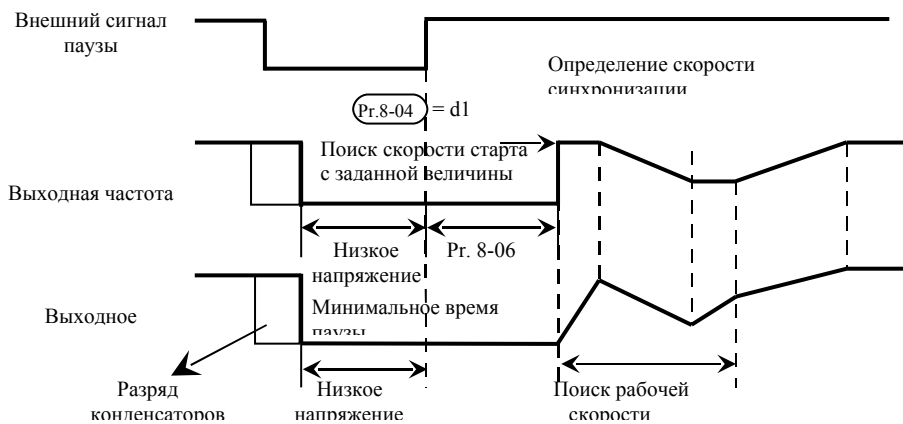 Внешний сигнал
паузы
Определение скорости
синхронизации
Pr.8-04 = d1
Поиск скорости старта
с заданной величины
Выходная частота
Низкое
напряжение
Pr. 8-06
Минимальное время
паузы
Выходное
Разряд
конденсаторов
Низкое
напряжение
Поиск рабочей
скорости